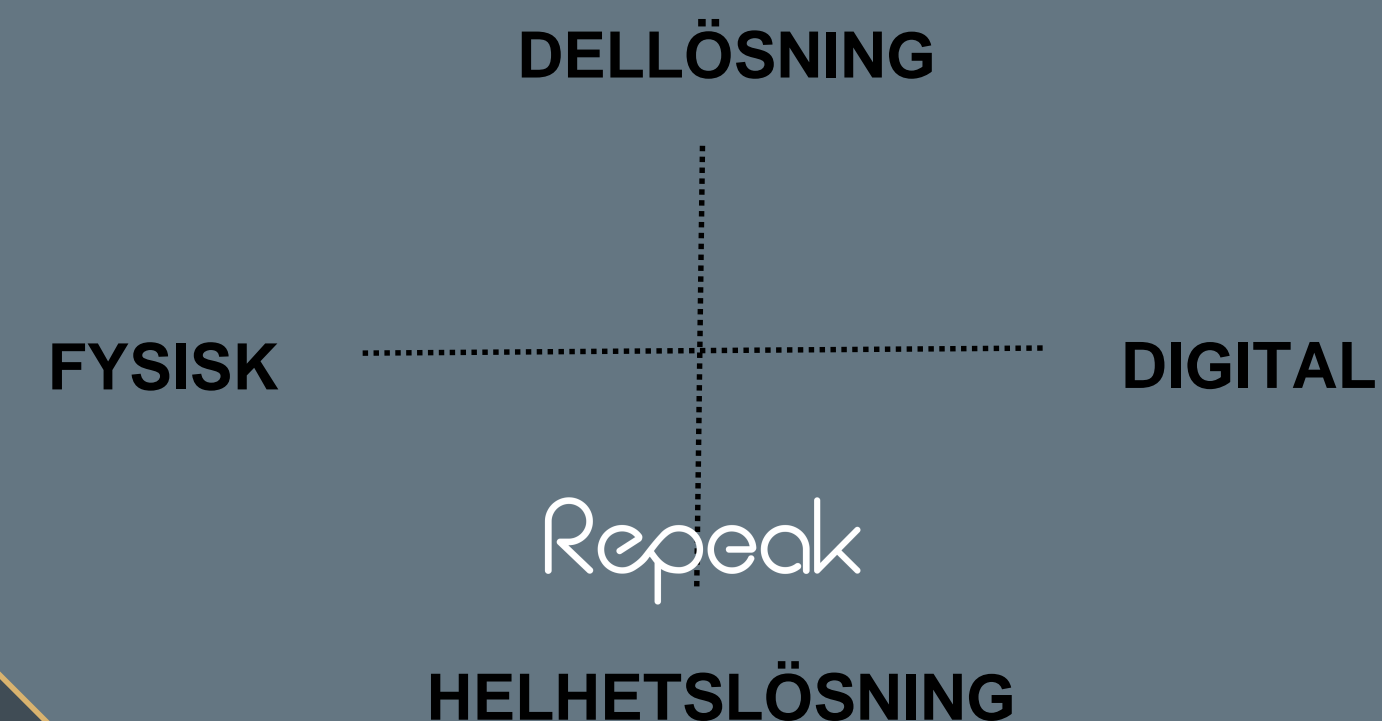 DELLÖSNING
FYSISK
DIGITAL
Repeak
HELHETSLÖSNING